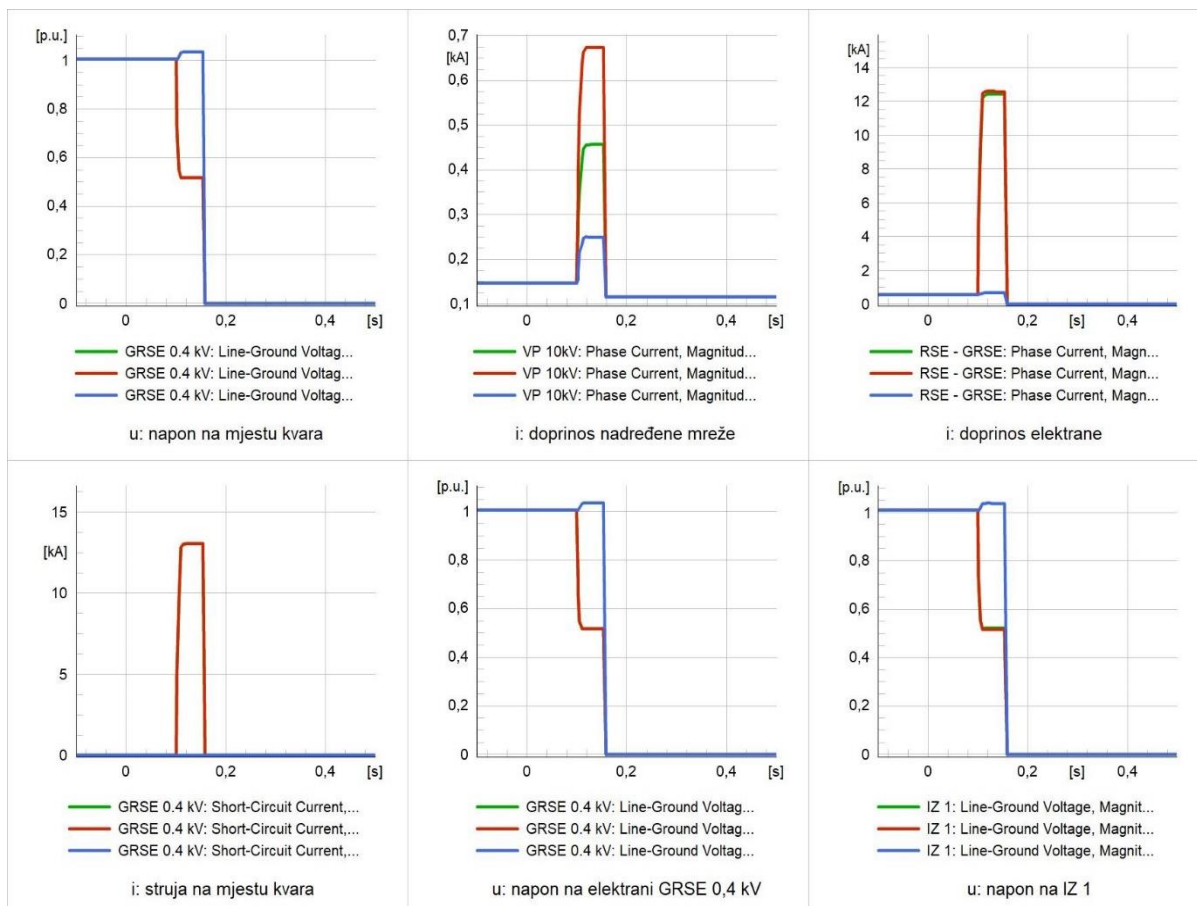 [p.u.]
1
0,8
0,6
0,4
0,2
0
0 0,2 0,4 [s]
GRSE 0.4 kV: Line-Ground Voltag...
GRSE 0.4 kV: Line-Ground Voltag...
GRSE 0.4 kV: Line-Ground Voltag...
u: napon na mjestu kvara
0,7
[kA]
0,6
0,5
0,4
0,3
0,2
0,1
0 0,2 0,4 [s]
VP 10kV: Phase Current, Magnitud...
VP 10kV: Phase Current, Magnitud...
VP 10kV: Phase Current, Magnitud...
i: doprinos nadređene mreže
[kA]
14
12
10
8
6
4
2
0
0 0,2 0,4 [s]
RSE - GRSE: Phase Current, Magn...
RSE - GRSE: Phase Current, Magn...
RSE - GRSE: Phase Current, Magn...
i: doprinos elektrane
15
[kA]
10
5
0
0 0,2 0,4 [s]
GRSE 0.4 kV: Short-Circuit Current,...
GRSE 0.4 kV: Short-Circuit Current,...
GRSE 0.4 kV: Short-Circuit Current,...
i: struja na mjestu kvara
[p.u.]
1
0,8
0,6
0,4
0,2
0
0 0,2 0,4 [s]
GRSE 0.4 kV: Line-Ground Voltag...
GRSE 0.4 kV: Line-Ground Voltag...
GRSE 0.4 kV: Line-Ground Voltag...
u: napon na elektrani GRSE 0,4 kV
[p.u.]
1
0,8
0,6
0,4
0,2
0
0 0,2 0,4 [s]
IZ 1: Line-Ground Voltage, Magnit...
IZ 1: Line-Ground Voltage, Magnit...
IZ 1: Line-Ground Voltage, Magnit...
u: napon na IZ 1